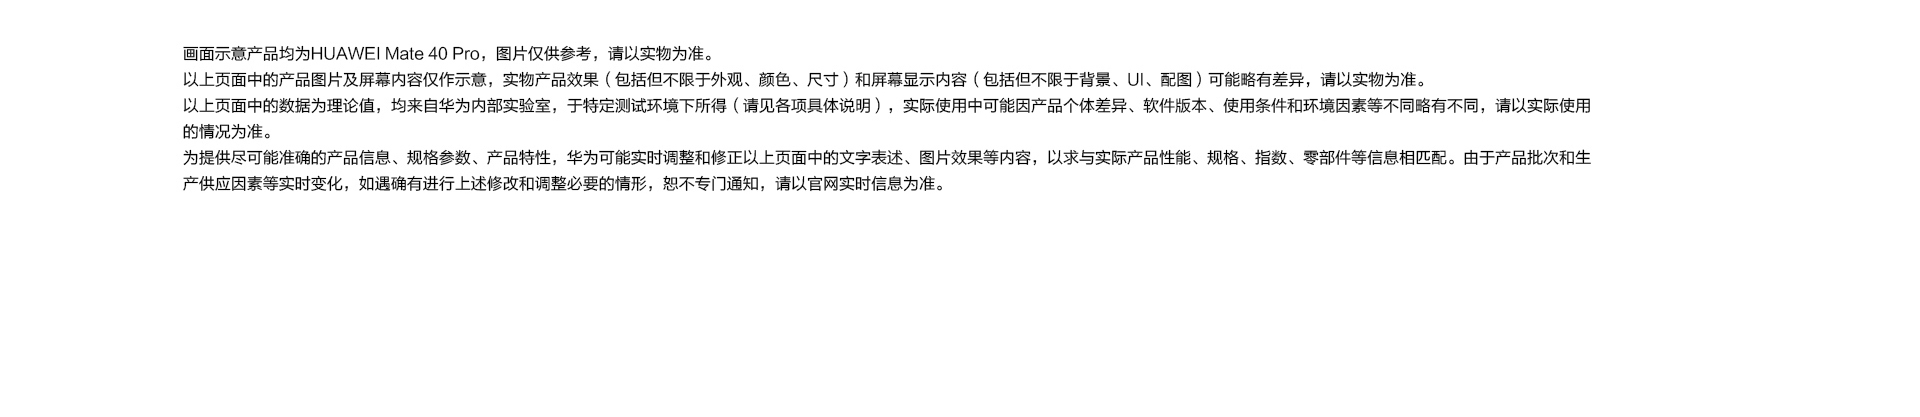 画面示意产品均为HUAWEI Mate 40 Pro，图片仅供参考，请以实物为准。
以上页面中的产品图片及屏幕内容仅作示意，实物产品效果（包括但不限于外观、颜色、尺寸）和屏幕显示内容（包括但不限于背景、UI、配图）可能略有差异，请以实物为准。
以上页面中的数据为理论值，均来自华为内部实验室，于特定测试环境下所得（请见各项具体说明），实际使用中可能因产品个体差异、软件版本、使用条件和环境因素等不同略有不同，请以实际使用
的情况为准。
为提供尽可能准确的产品信息、规格参数、产品特性，华为可能实时调整和修正以上页面中的文字表述、图片效果等内容，以求与实际产品性能、规格、指数、零部件等信息相匹配。由于产品批次和生
产供应因素等实时变化，如遇确有进行上述修改和调整必要的情形，恕不专门通知，请以官网实时信息为准。